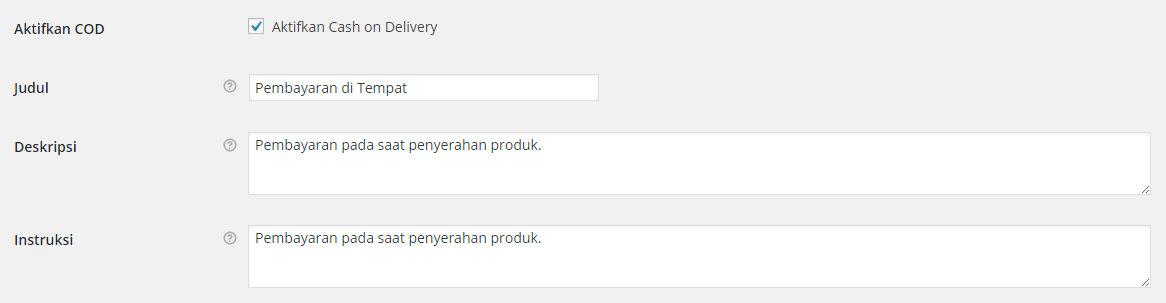 Aktifkan COD Aktifkan Cash on Delivery
Judul Pembayaran di Tempat
Deskripsi Pembayaran pada saat penyerahan produk.
Instruksi Pembayaran pada saat penyerahan produk.